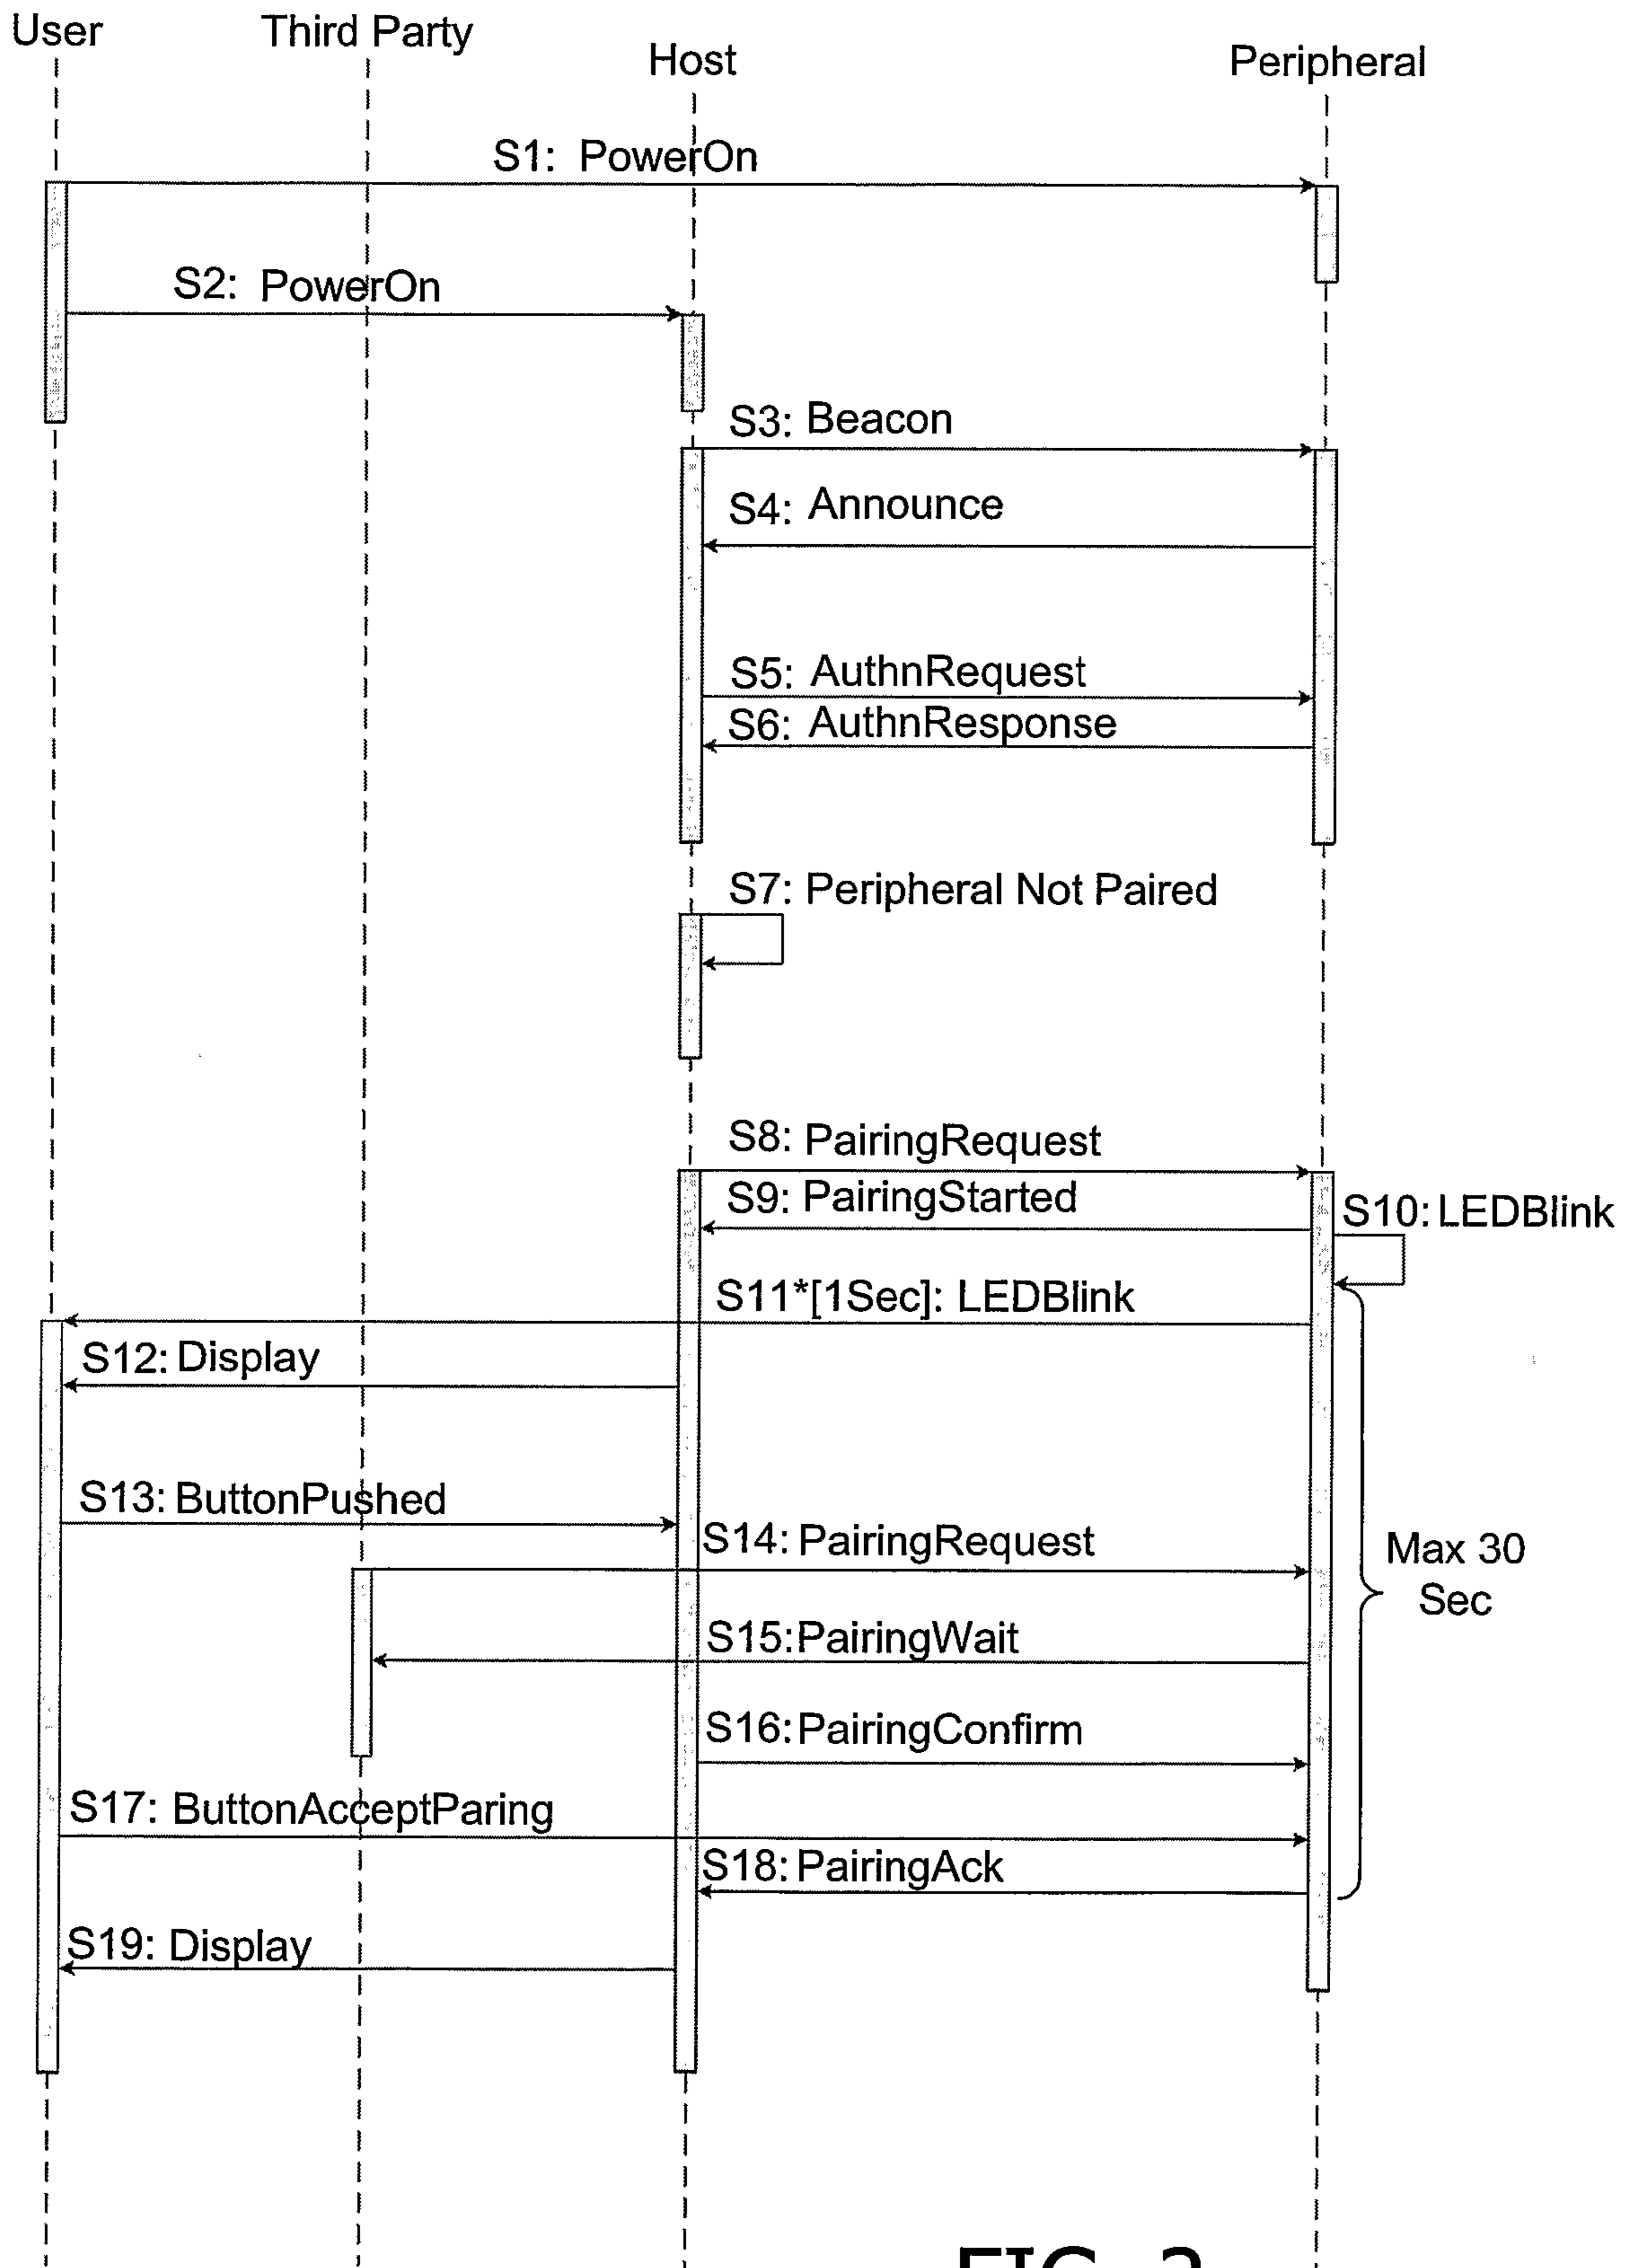 User
Third Party
Host
Peripheral
S1: PowerOn
S2: PowerOn
S3: Beacon
S4: Announce
S5: AuthnRequest
S6: AuthnResponse
S7: Peripheral Not Paired
S8: PairingRequest
S9: PairingStarted
S10: LEDBlink
S11*[1Sec]: LEDBlink
S12: Display
S13: ButtonPushed
S14: PairingRequest
Max 30
Sec
S15:PairingWait
S16:PairingConfirm
S17: ButtonAcceptParing
S18: PairingAck
S19: Display
FIG.